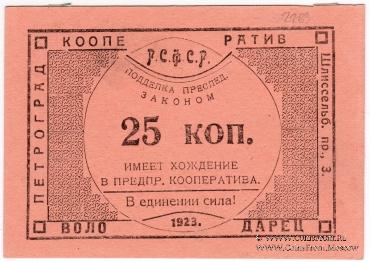 2269
КООПЕ РАТИВ
Р.С.Ф.С.Р.
ПОДДЕЛКА ПРЕСЛЕД.
ЗАКОНОМ
25 КОП.
ИМЕЕТ ХОЖДЕНИЕ
В ПРЕДПР. КООПЕРАТИВА.
В единении сила!
1923.
ВОЛО ДАРЕЦ
ПЕТРОГРАД
Шлиссельб. пр., 3.